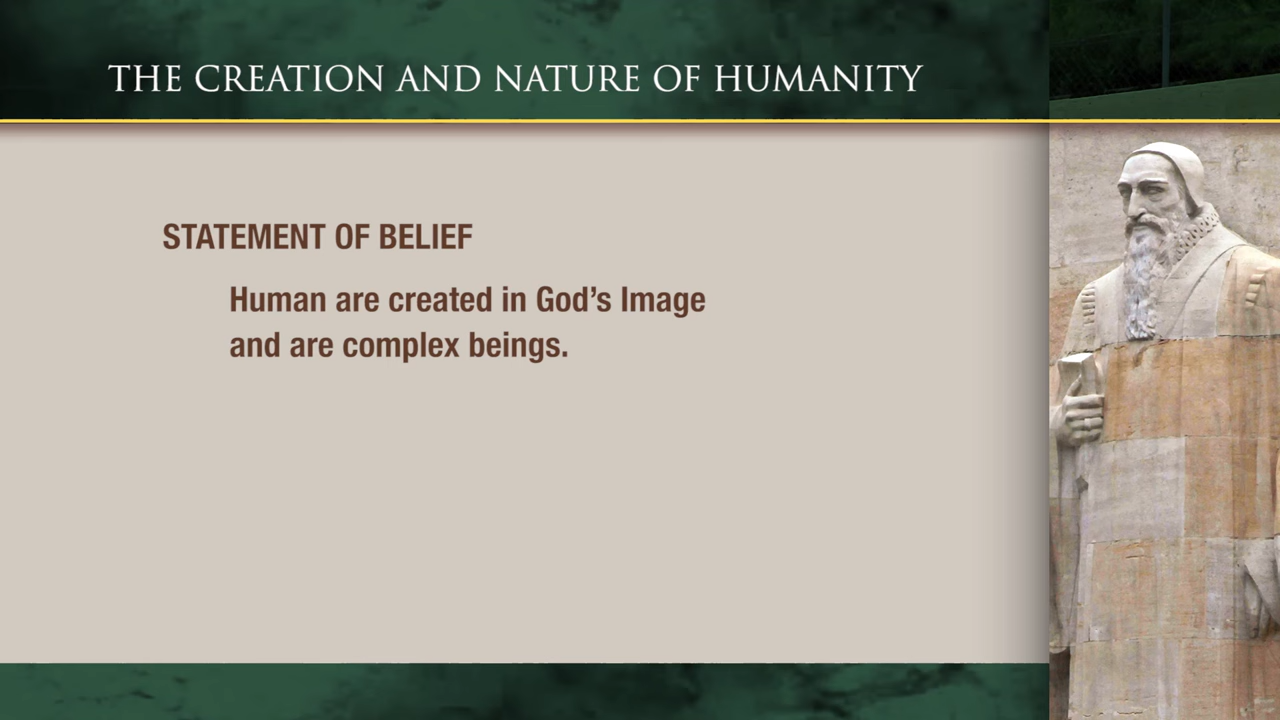 THE CREATION AND NATURE OF HUMANITY
STATEMENT OF BELIEF
Human are created in God’s Image
and are complex beings.